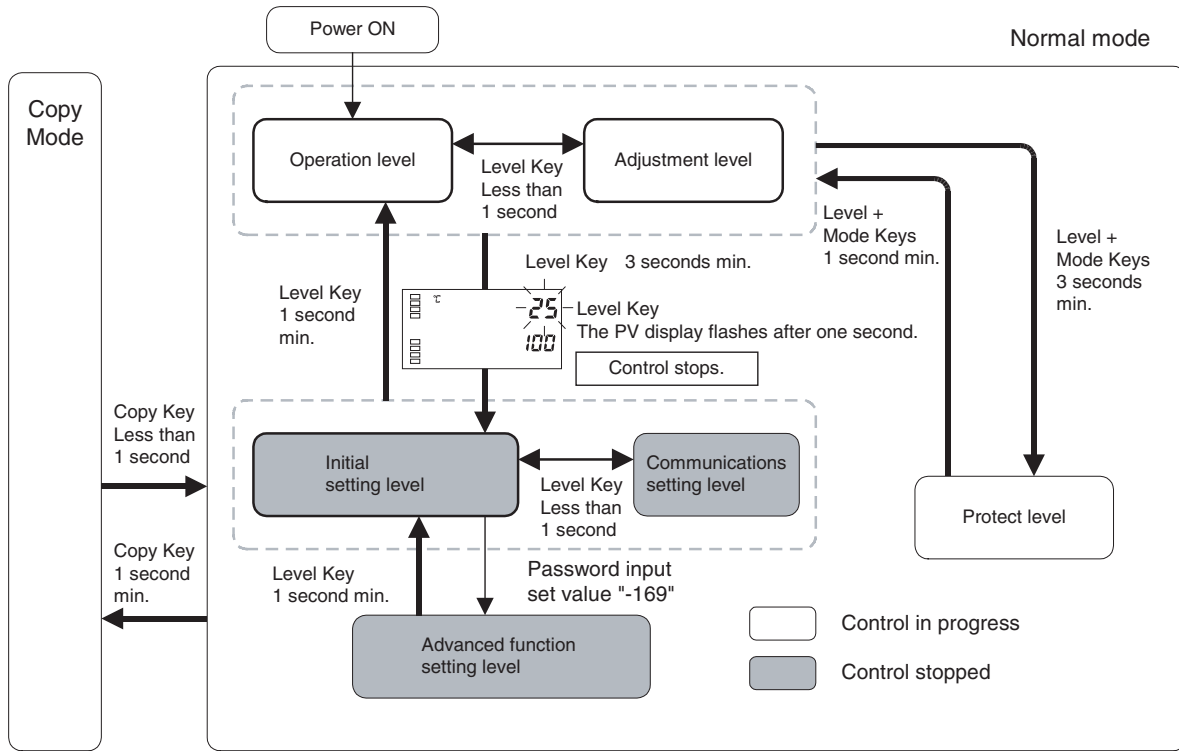 Power ON
Normal mode
Copy
Mode
Operation level
Adjustment level
Level Key
Less than
1 second
Level +
Mode Keys
1 second min.
Level +
Mode Keys
3 seconds
min.
Level Key 3 seconds min.
Level Key
1 second
min.
℃
25
100
Level Key
The PV display flashes after one second.
Control stops.
Copy Key
Less than
1 second
Initial
setting level
Communications
setting level
Level Key
Less than
1 second
Protect level
Copy Key
1 second
min.
Level Key
1 second min.
Password input
set value "-169"
Advanced function
setting level
Control in progress
Control stopped